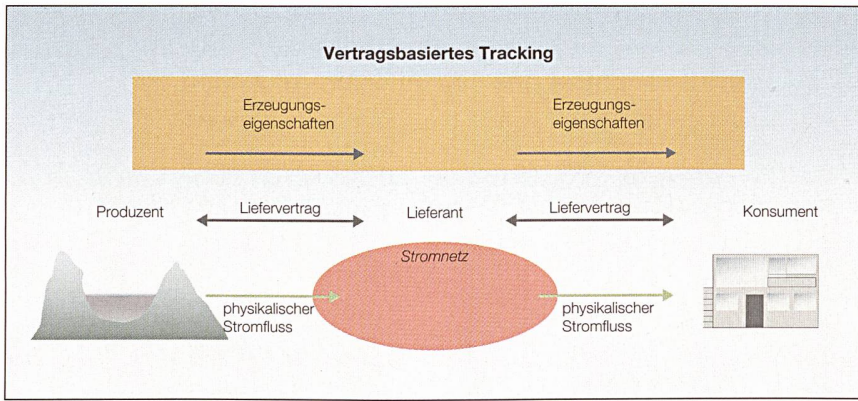 Vertragsbasiertes Tracking
Erzeugungs-
eigenschaften
Erzeugungs-
eigenschaften
Produzent
Liefervertrag
Lieferant
Liefervertrag
Konsument
Stromnetz
physikalischer
Stromfluss
physikalischer
Stromfluss